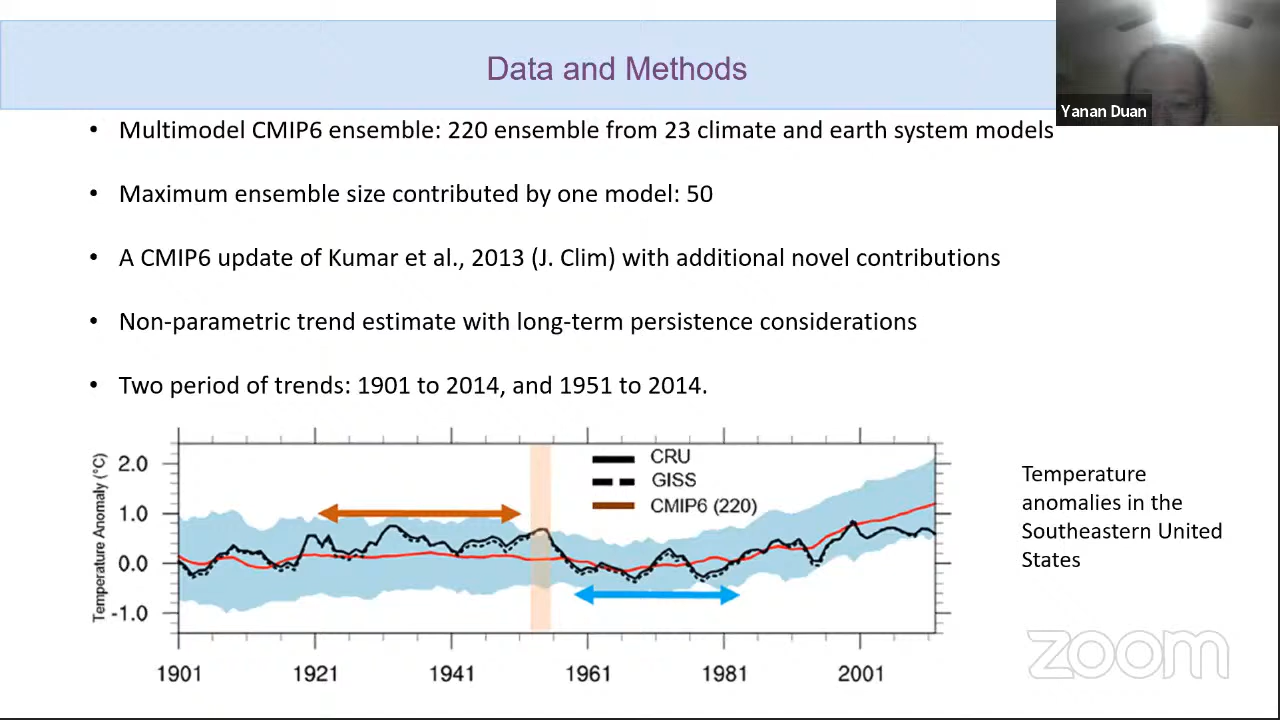 Data and Methods
Yanan Duan
• Multimodel CMIP6 ensemble: 220 ensemble from 23 climate and earth system models
• Maximum ensemble size contributed by one model: 50
• A CMIP6 update of Kumar et al., 2013 (J. Clim) with additional novel contributions
• Non-parametric trend estimate with long-term persistence considerations
• Two period of trends: 1901 to 2014, and 1951 to 2014.
Temperature Anomaly (°C)
2.0
1.0
0.0
-1.0
CRU
GISS
CMIP6 (220)
1901 1921 1941 1961 1981 2001
Temperature
anomalies in the
Southeastern United
States
zoom